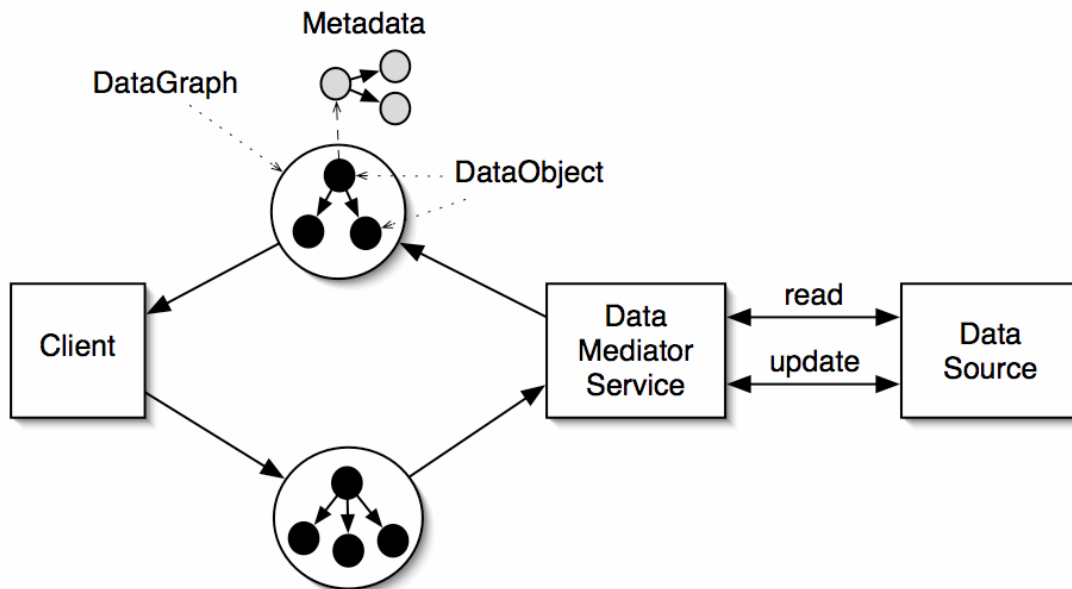 Metadata
DataGraph
DataObject
Client
Data
Mediator
Service
read
update
Data
Source